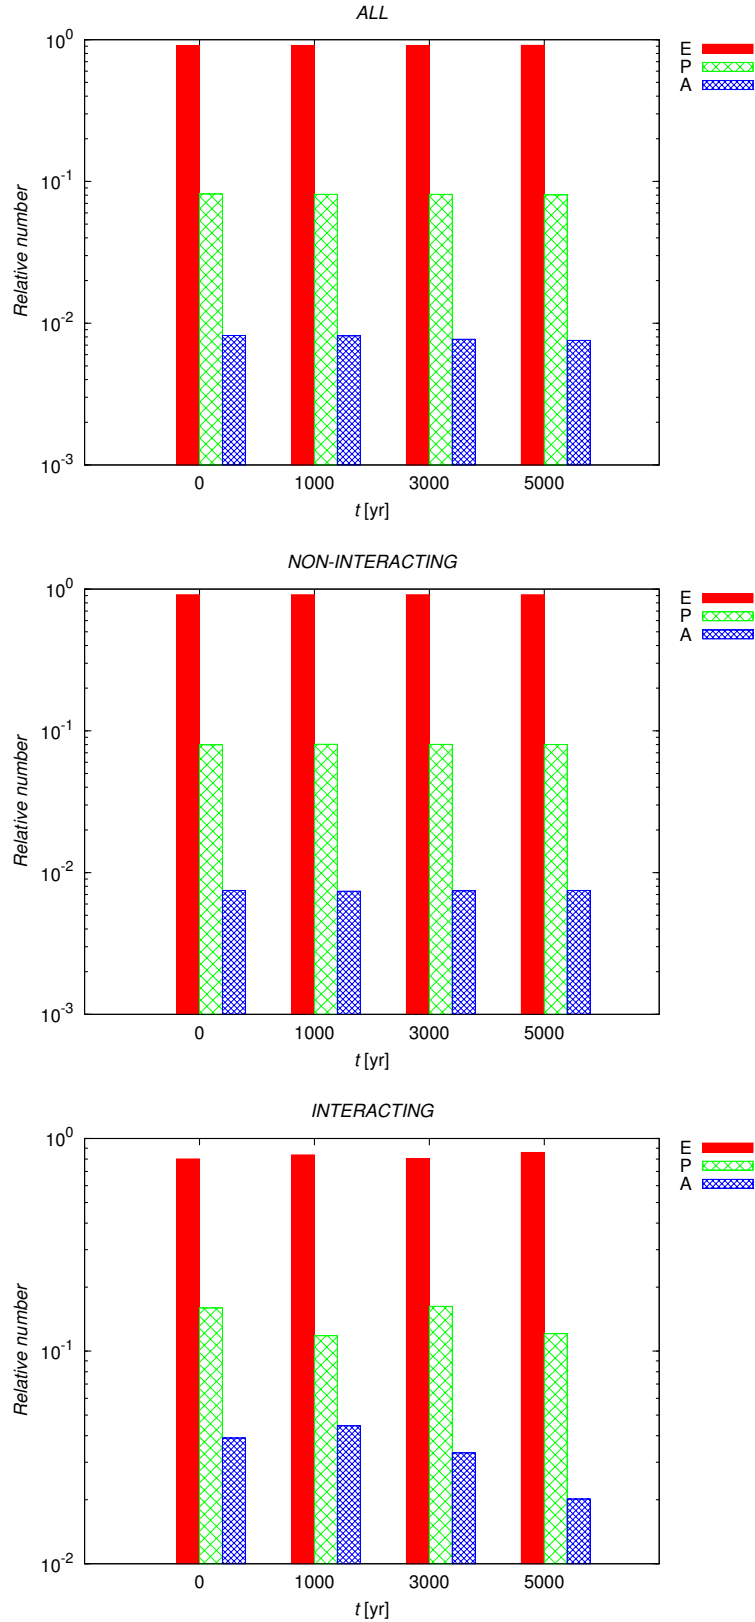 ALL
Relative number
10^0
10^-1
10^-2
10^-3
0 1000 3000 5000
t [yr]
E
P
A
NON-INTERACTING
Relative number
10^0
10^-1
10^-2
10^-3
0 1000 3000 5000
t [yr]
E
P
A
INTERACTING
Relative number
10^0
10^-1
10^-2
0 1000 3000 5000
t [yr]
E
P
A